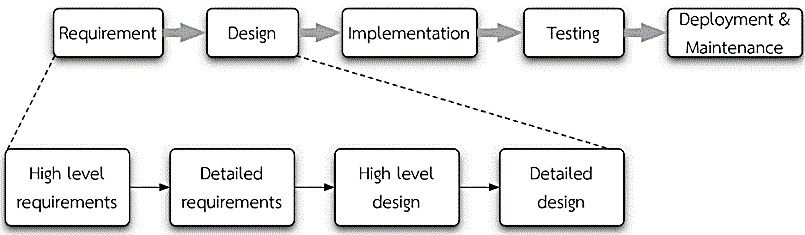 Requirement
Design
Implementation
Testing
Deployment &
Maintenance
High level
requirements
Detailed
requirements
High level
design
Detailed
design